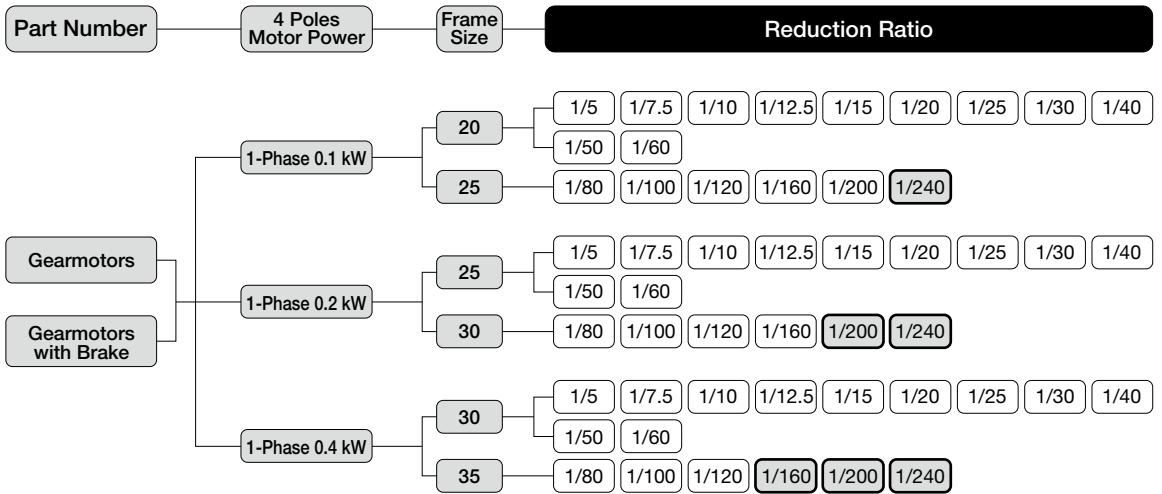 Part Number
4 Poles
Motor Power
Frame
Size
Reduction Ratio
1/5 1/7.5 1/10 1/12.5 1/15 1/20 1/25 1/30 1/40
20
1/50 1/60
1-Phase 0.1 kW
25 1/80 1/100 1/120 1/160 1/200 1/240
Gearmotors
1/5 1/7.5 1/10 1/12.5 1/15 1/20 1/25 1/30 1/40
25
1/50 1/60
1-Phase 0.2 kW
30 1/80 1/100 1/120 1/160 1/200 1/240
Gearmotors
with Brake
1/5 1/7.5 1/10 1/12.5 1/15 1/20 1/25 1/30 1/40
30
1/50 1/60
1-Phase 0.4 kW
35 1/80 1/100 1/120 1/160 1/200 1/240